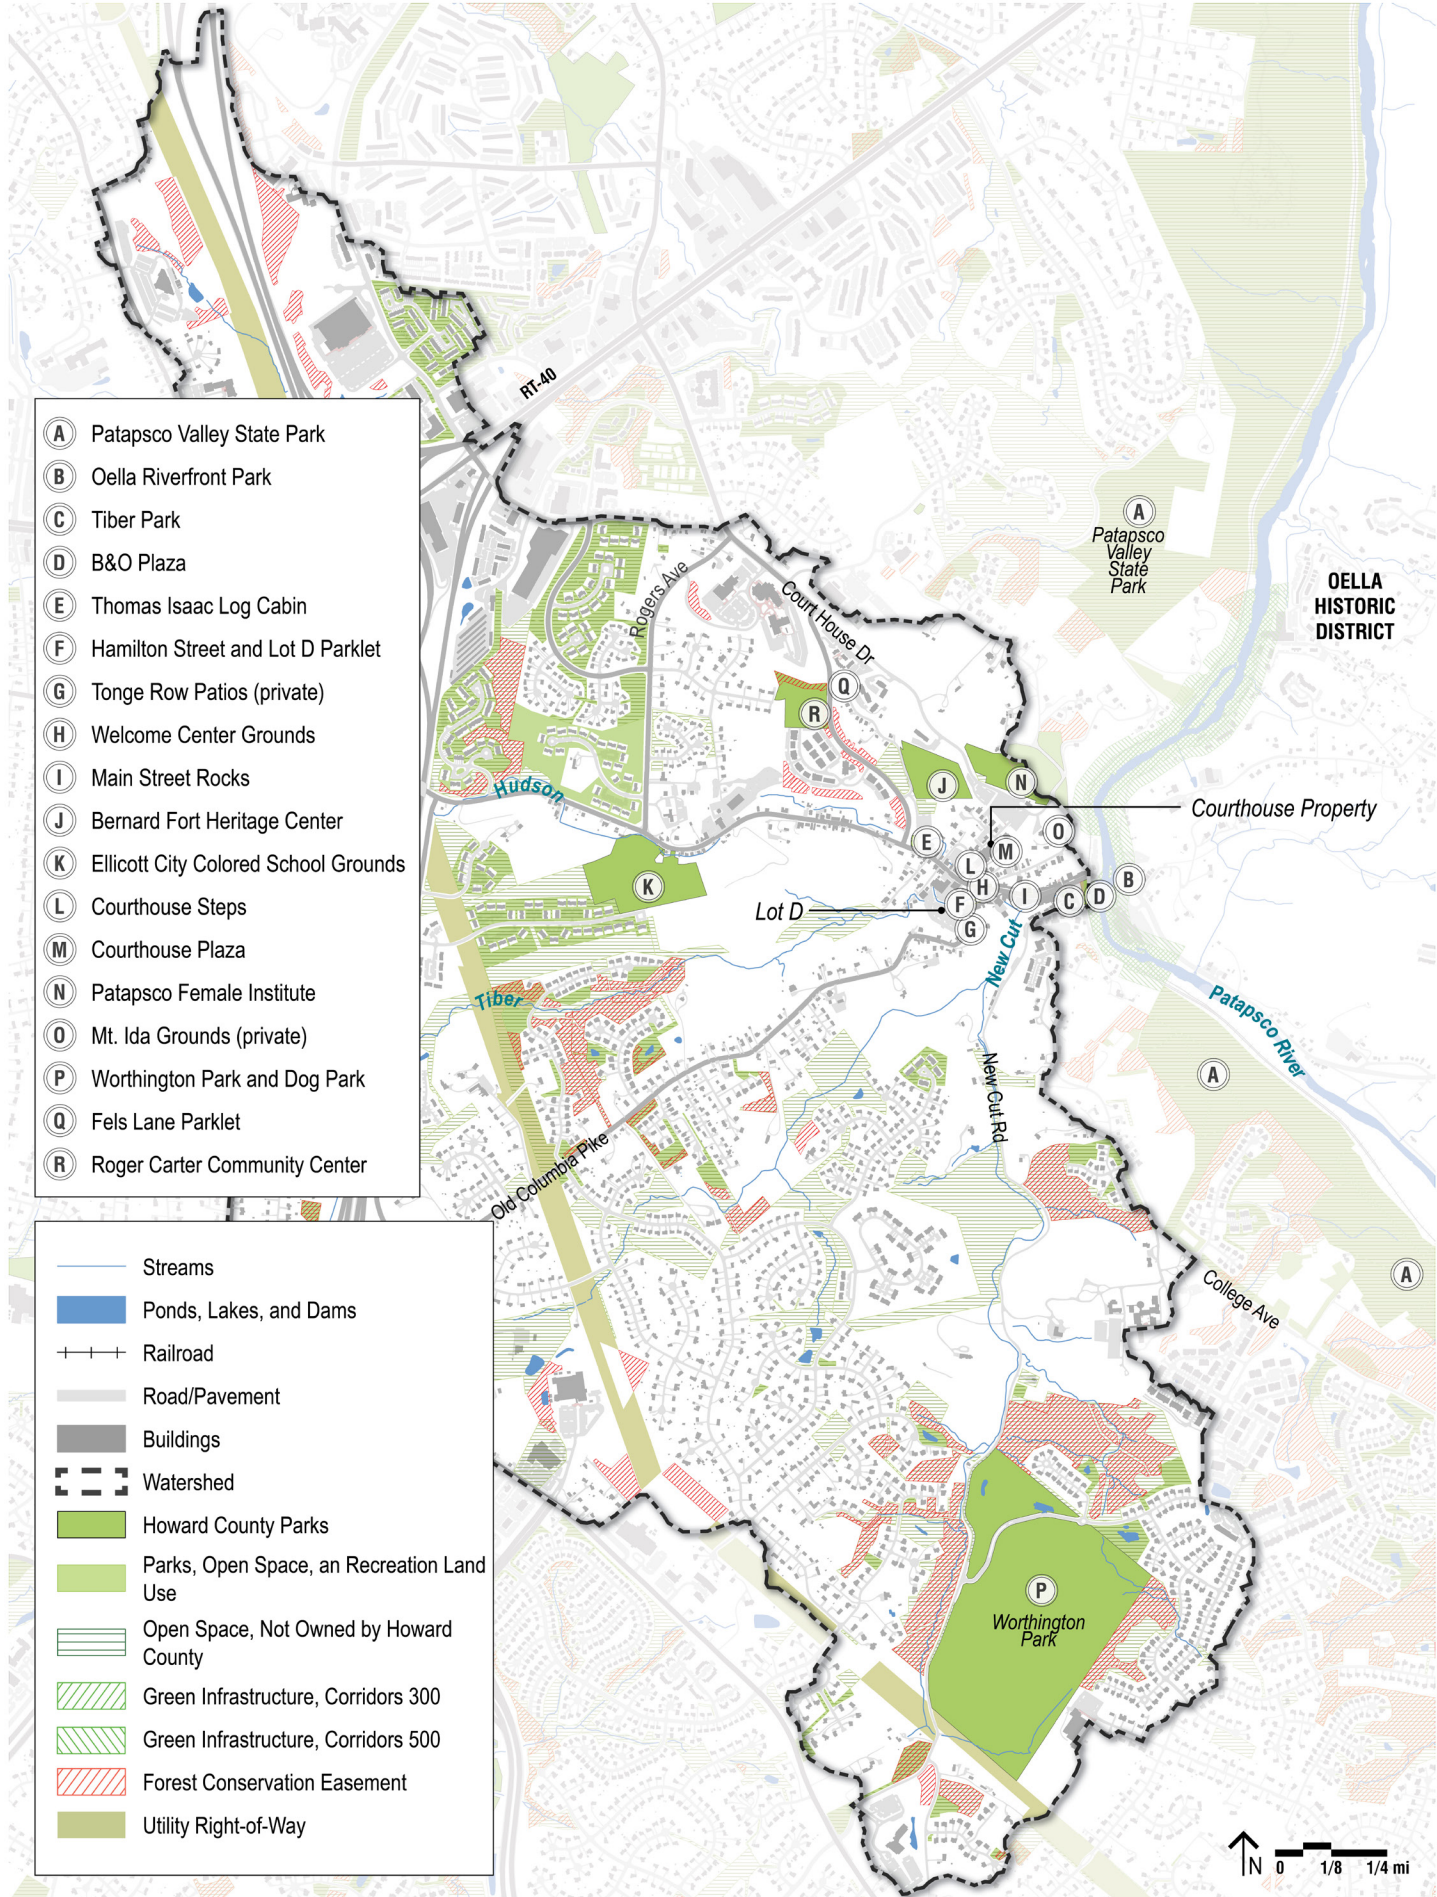 RT-40
A Patapsco Valley State Park
B Oella Riverfront Park
C Tiber Park
D B&O Plaza
E Thomas Isaac Log Cabin
F Hamilton Street and Lot D Parklet
G Tonge Row Patios (private)
H Welcome Center Grounds
I Main Street Rocks
J Bernard Fort Heritage Center
K Ellicott City Colored School Grounds
L Courthouse Steps
M Courthouse Plaza
N Patapsco Female Institute
O Mt. Ida Grounds (private)
P Worthington Park and Dog Park
Q Fels Lane Parklet
R Roger Carter Community Center
A
Patapsco
Valley
State
Park
OELLA
HISTORIC
DISTRICT
Rogers Ave
Court House Dr
Q
R
Hudson
J
N
Courthouse Property
O
E
M
L
H
K
B
I
C
D
F
Lot D
G
New Cut
Tiber
Patapsco River
A
New Cut Rd
Old Columbia Pike
A
College Ave
Streams
Ponds, Lakes, and Dams
Railroad
Road/Pavement
Buildings
Watershed
Howard County Parks
Parks, Open Space, an Recreation Land
Use
Open Space, Not Owned by Howard
County
Green Infrastructure, Corridors 300
Green Infrastructure, Corridors 500
Forest Conservation Easement
Utility Right-of-Way
P
Worthington
Park
N 0 1/8 1/4 mi